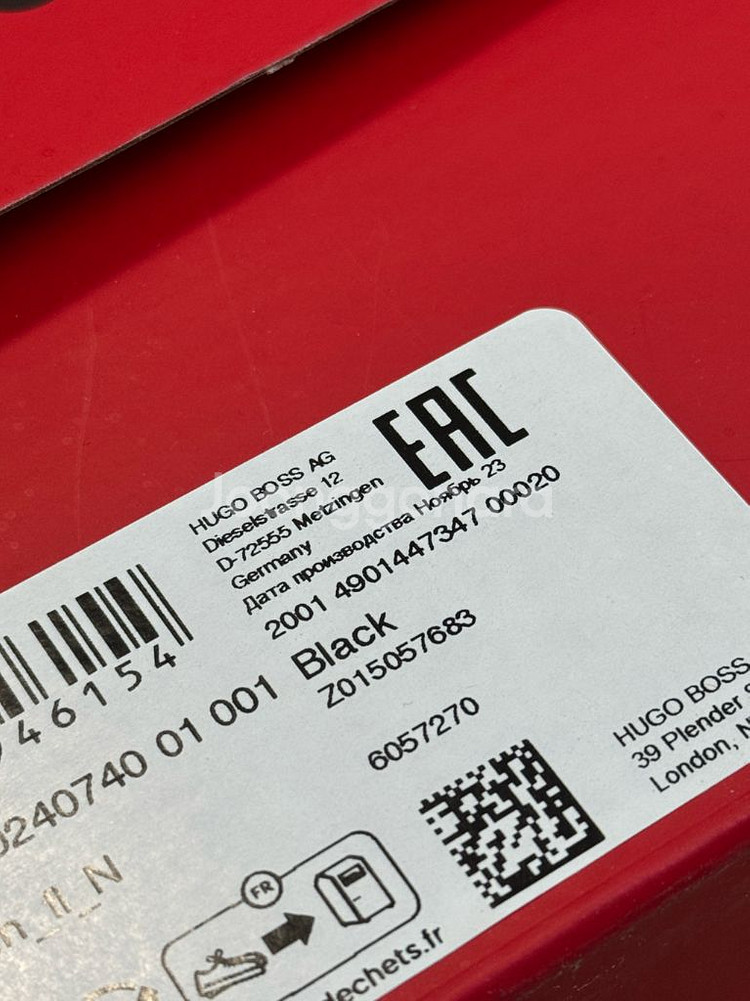 EAC
HUGO BOSS AG
Dieselstrasse 12
D-72555 Metzingen
Germany
Дата производства Ноябрь 23
2001 4901447347 00020
46154
240740 01 001 Black
Z015057683
6057270
HUGO BOSS
39 Plender
London,
FR
dechets.fr